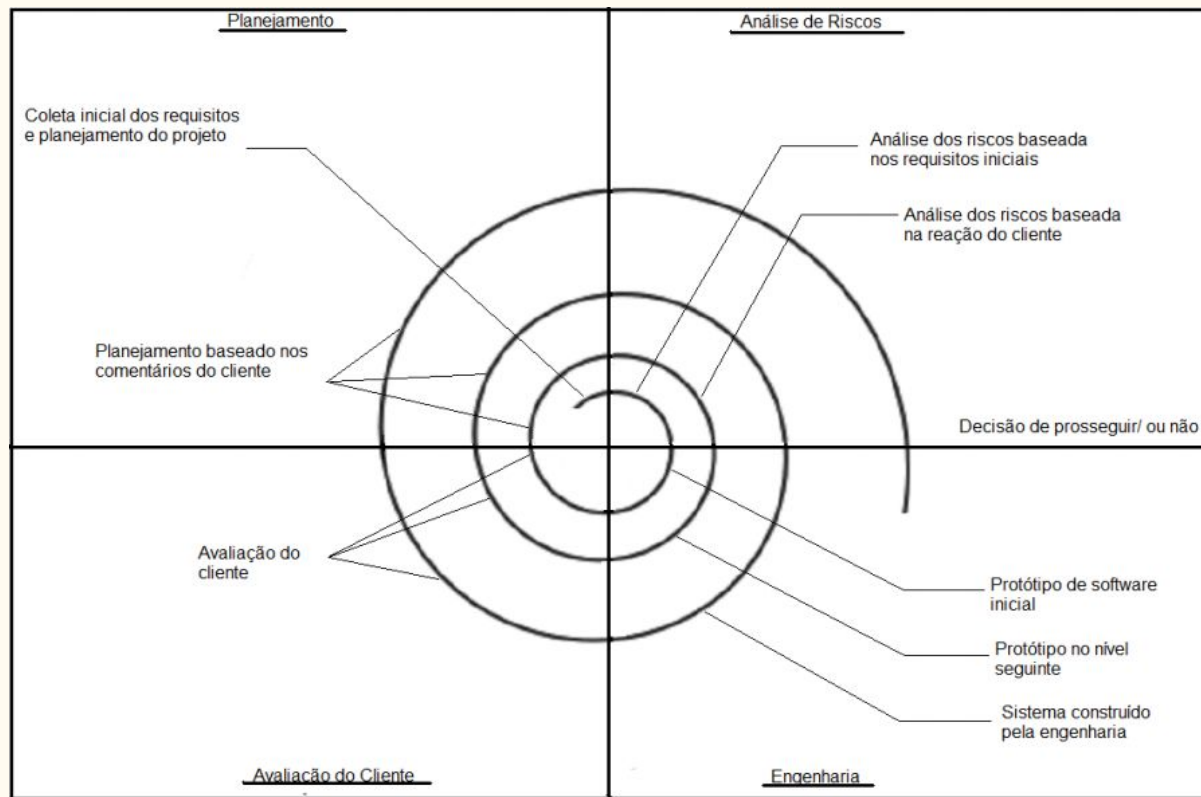 Planejamento
Análise de Riscos
Coleta inicial dos requisitos
e planejamento do projeto
Análise dos riscos baseada
nos requisitos iniciais
Análise dos riscos baseada
na reação do cliente
Planejamento baseado nos
comentários do cliente
Decisão de prosseguir/ ou não
Avaliação do
cliente
Protótipo de software
inicial
Protótipo no nível
seguinte
Sistema construído
pela engenharia
Avaliação do Cliente
Engenharia